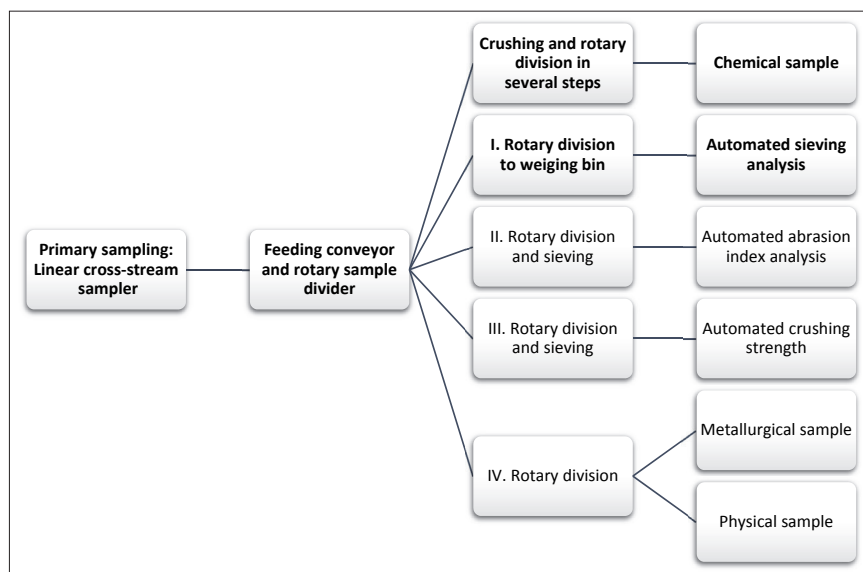 Primary sampling:
Linear cross-stream
sampler
Feeding conveyor
and rotary sample
divider
Crushing and rotary
division in
several steps
Chemical sample
I. Rotary division
to weiging bin
Automated sieving
analysis
II. Rotary division
and sieving
Automated abrasion
index analysis
III. Rotary division
and sieving
Automated crushing
strength
IV. Rotary division
Metallurgical sample
Physical sample